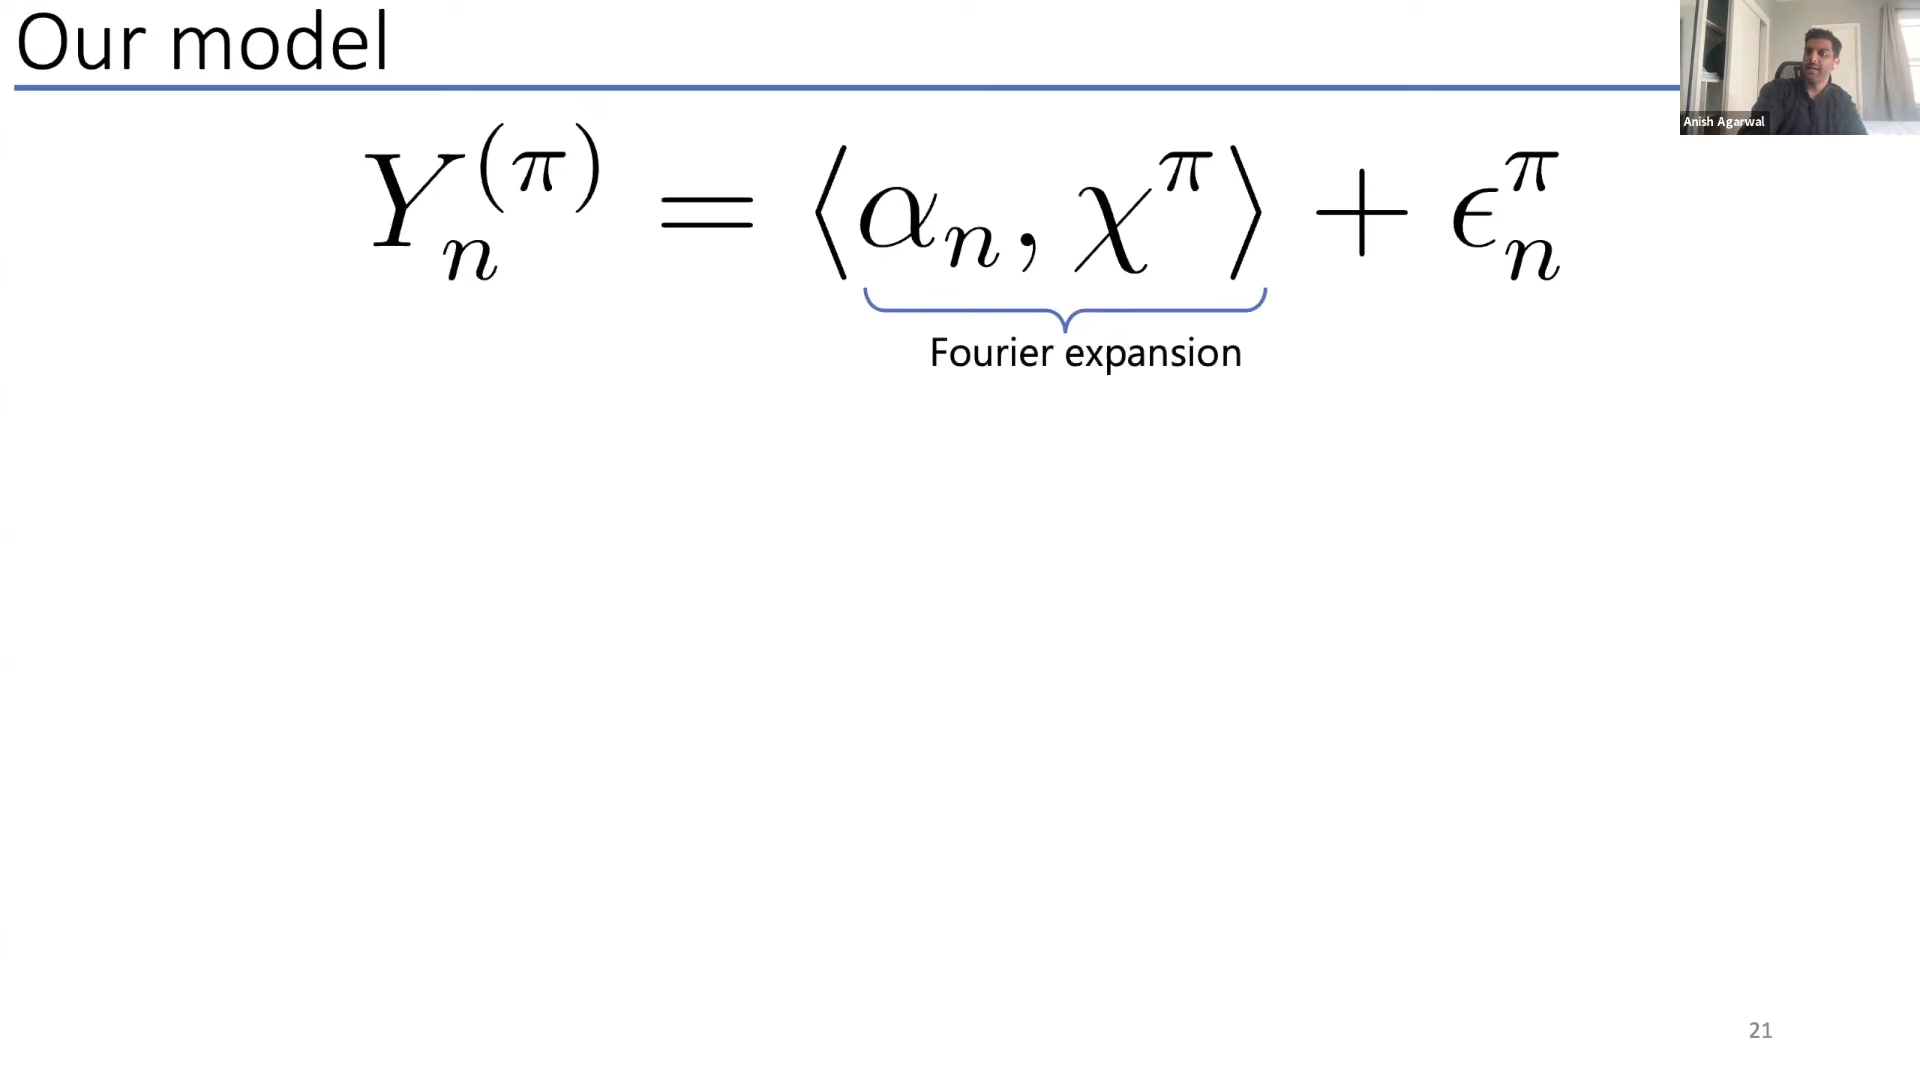 Our model
Anish Agarwal
Y_n^{(π)} = ⟨α_n, χ^π⟩ + ϵ_n^π
Fourier expansion
21